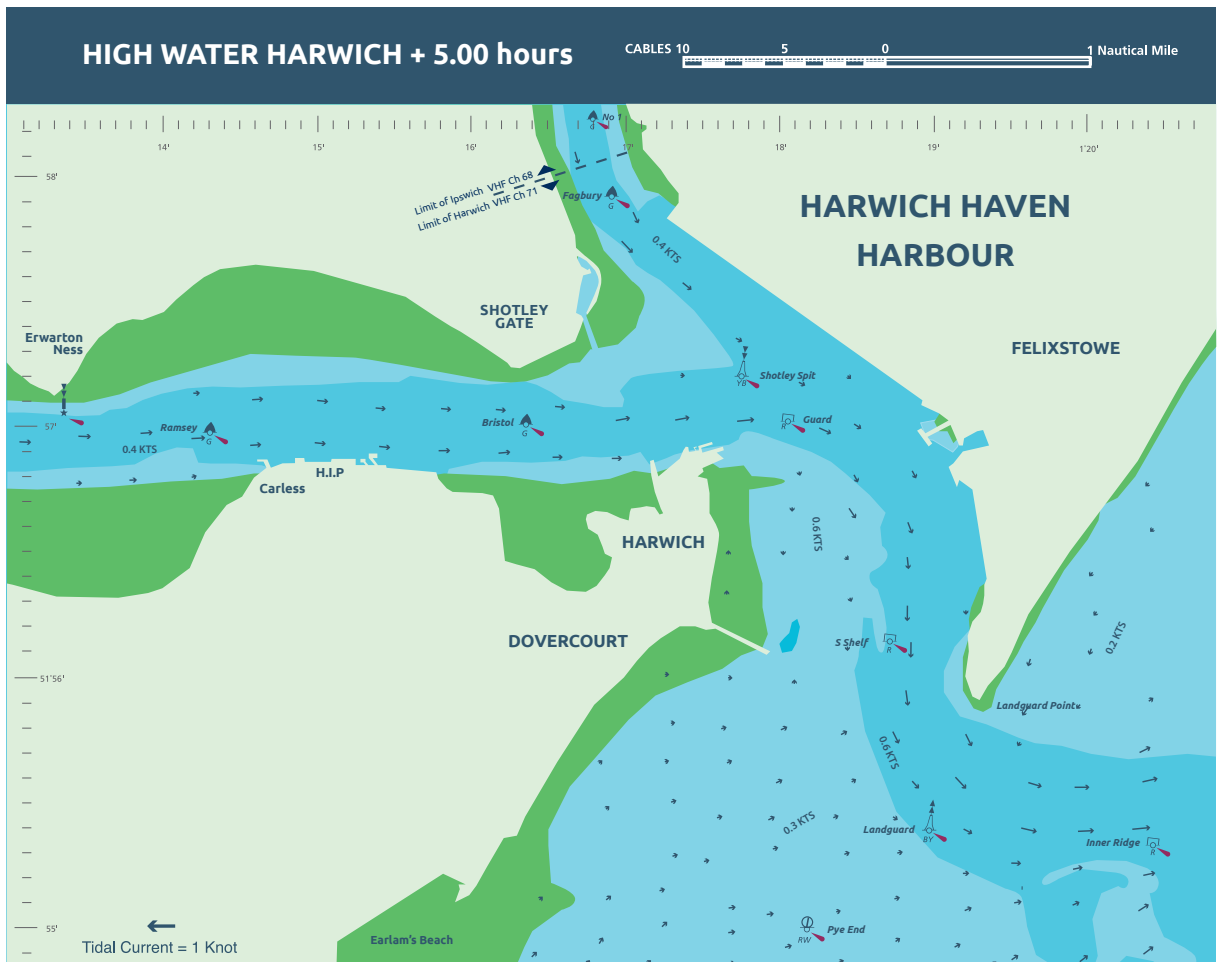 HIGH WATER HARWICH + 5.00 hours
CABLES 10 5 0 1 Nautical Mile
No 1
G
15' 16' 17' 18' 19' 1°20'
14'
58'
Limit of Ipswich VHF Ch 68
Limit of Harwich VHF Ch 71
Fagbury
G
HARWICH HAVEN
HARBOUR
0.4 KTS
SHOTLEY
GATE
Erwarton
Ness
FELIXSTOWE
Shotley Spit
YB
57'
Ramsey
G
Bristol
G
Guard
R
0.4 KTS
H.I.P
Carless
0.6 KTS
HARWICH
DOVERCOURT
S Shelf
R
0.2 KTS
51°56'
Landguard Point
0.6 KTS
0.3 KTS
Landguard
BY
Inner Ridge
R
55'
Earlam's Beach
Pye End
RW
Tidal Current = 1 Knot